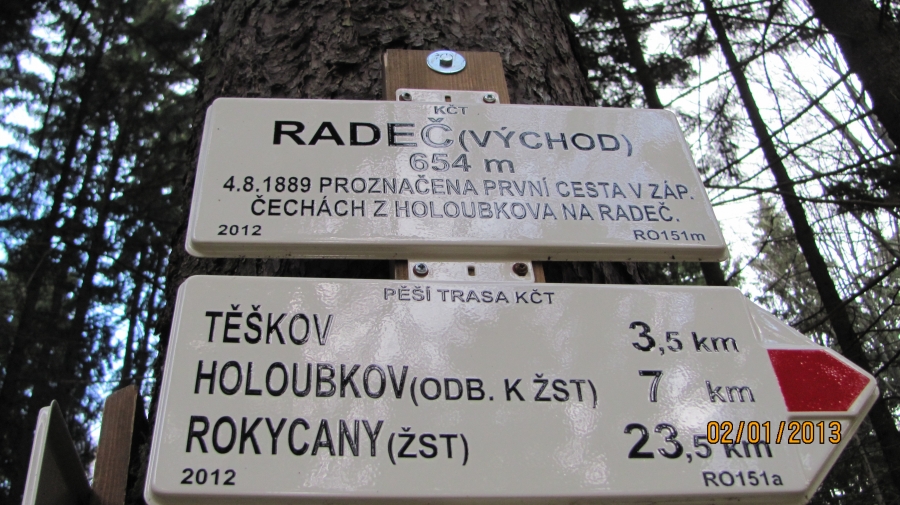 KČT
RADEČ (VÝCHOD)
654 m
4.8.1889 PROZNAČENA PRVNÍ CESTA V ZÁP.
ČECHÁCH Z HOLOUBKOVA NA RADEČ.
2012 RO151m
PĚŠÍ TRASA KČT
TĚŠKOV 3,5 km
HOLOUBKOV (ODB. K ŽST) 7 km
ROKYCANY (ŽST) 23,5 km
02/01/2013
2012 RO151a